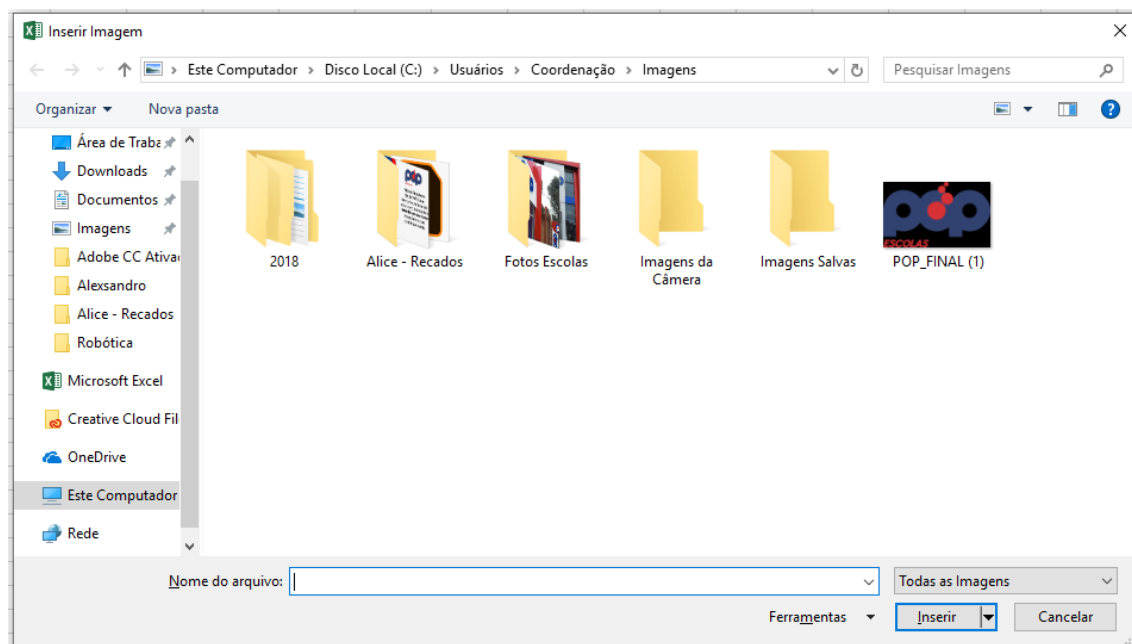 Inserir Imagem
Este Computador > Disco Local (C:) > Usuários > Coordenação > Imagens
Pesquisar Imagens
Organizar
Nova pasta
Área de Traba
Downloads
Documentos
Imagens
Adobe CC Ativa
Alexsandro
Alice - Recados
Robótica
Microsoft Excel
Creative Cloud Fil
OneDrive
Este Computador
Rede
2018
pop
Alice - Recados
Fotos Escolas
Imagens da
Câmera
Imagens Salvas
pop
ESCOLAS
POP_FINAL (1)
Nome do arquivo:
Todas as Imagens
Ferramentas
Inserir
Cancelar